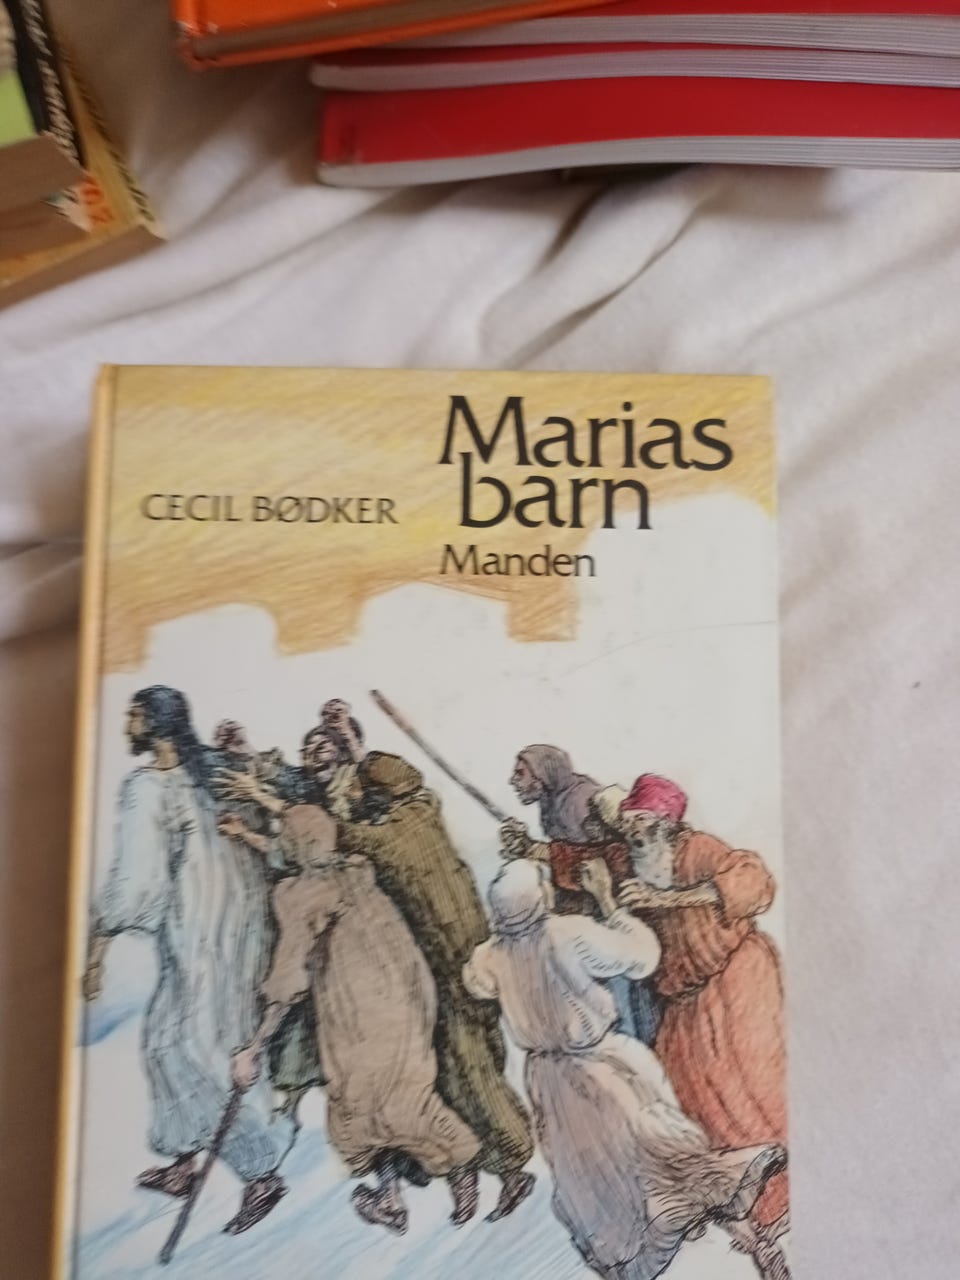 Marias
barn
CECIL BØDKER
Manden